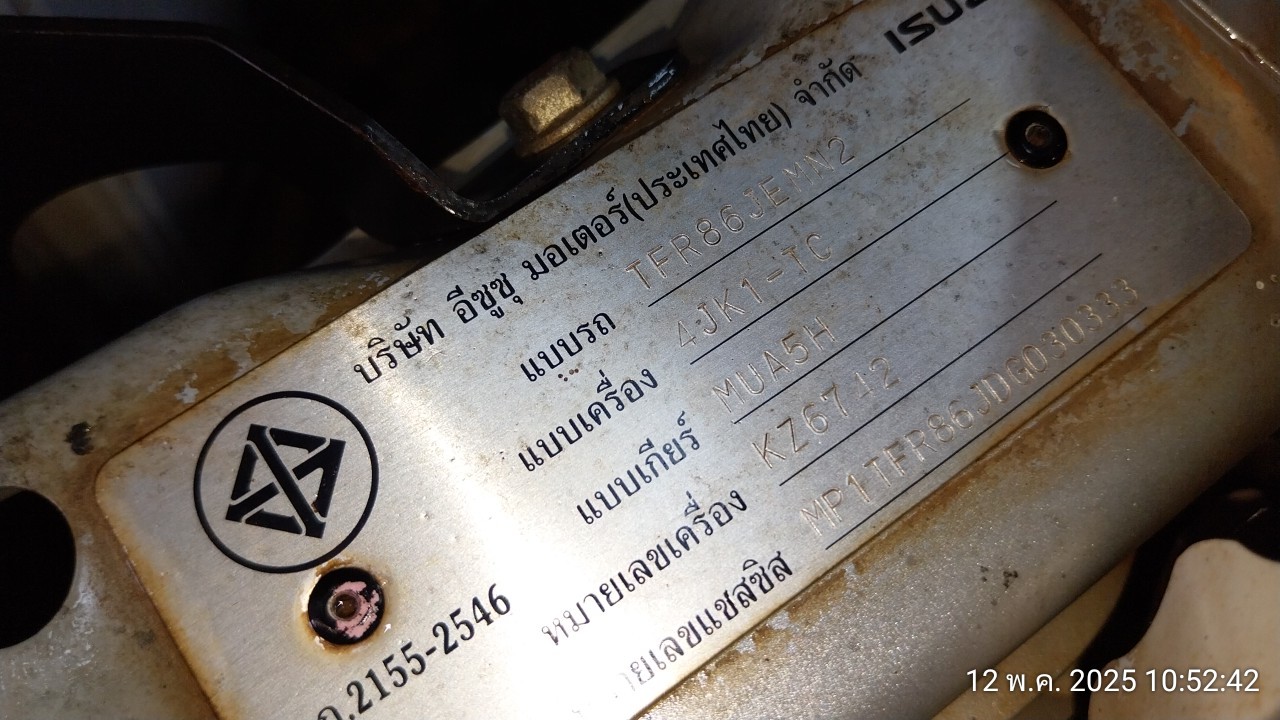 ISUZ
บริษัท อีซูซุ มอเตอร์(ประเทศไทย) จำกัด
แบบรถ TFR86JEMN2
แบบเครื่อง 4JK1-TC
แบบเกียร์ MUA5H
หมายเลขเครื่อง
ายเลขแชสซิส MP1TFR86JDG030333
.2155-2546
12 พ.ค. 2025 10:52:42